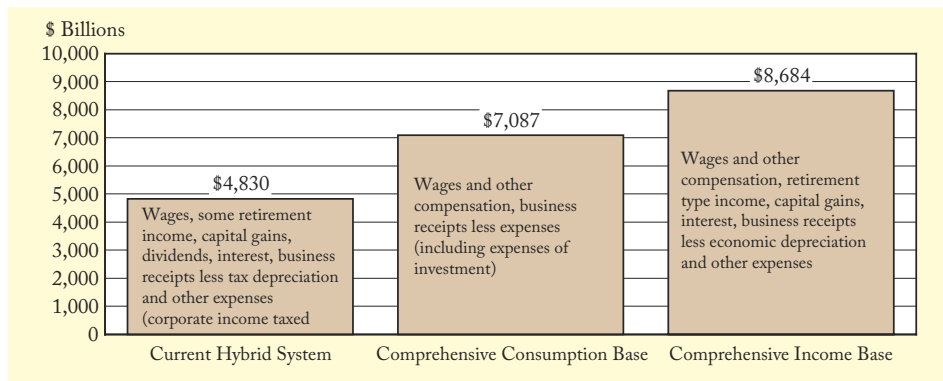 $ Billions
10,000
9,000
8,000
7,000
6,000
5,000
4,000
3,000
2,000
1,000
0
$4,830
Wages, some retirement
income, capital gains,
dividends, interest, business
receipts less tax depreciation
and other expenses
(corporate income taxed
$7,087
Wages and other
compensation, business
receipts less expenses
(including expenses of
investment)
$8,684
Wages and other
compensation, retirement
type income, capital gains,
interest, business receipts
less economic depreciation
and other expenses
Current Hybrid System
Comprehensive Consumption Base
Comprehensive Income Base